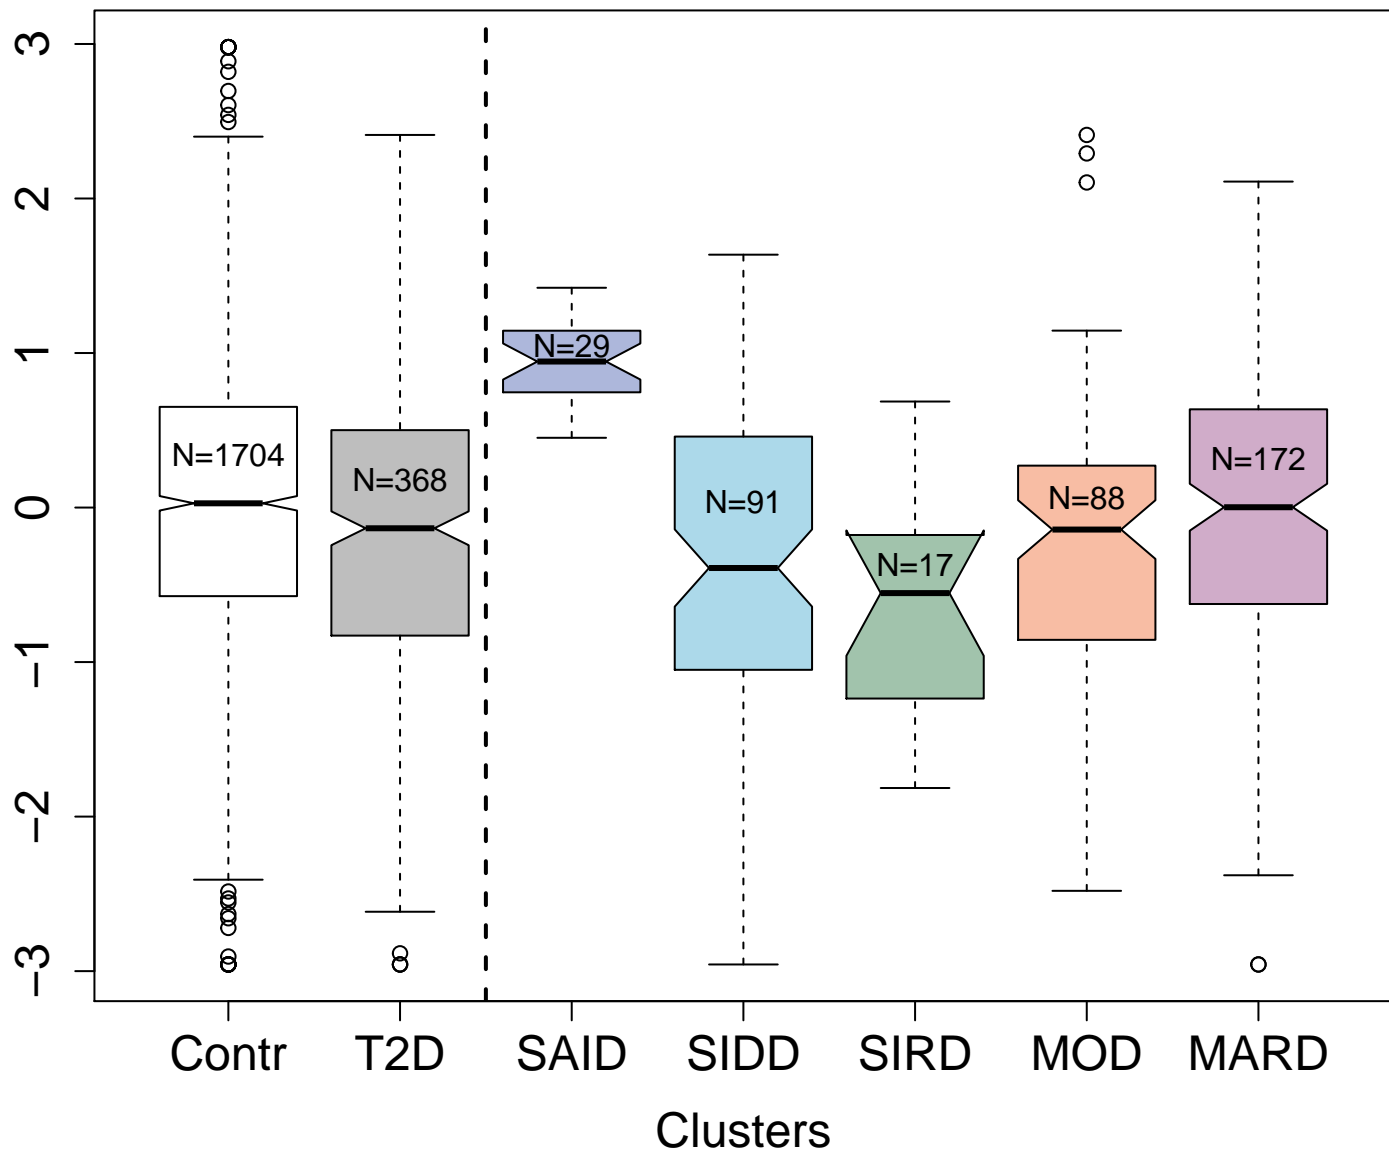 3
2
1
0
−1
−2
−3
N=1704
N=368
N=29
N=91
N=17
N=88
N=172
Contr T2D SAID SIDD SIRD MOD MARD
Clusters